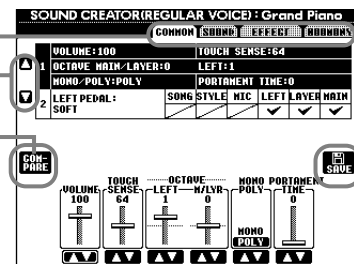 SOUND CREATOR(REGULAR VOICE) : Grand Piano
COMMON SOUND EFFECT HARMONY
VOLUME:100 TOUCH SENSE:64
1 OCTAVE MAIN/LAYER:0 LEFT:1
MONO/POLY:POLY PORTAMENT TIME:0
2 LEFT PEDAL: SONG STYLE MIC LEFT LAYER MAIN
SOFT
COM-
PARE
SAVE
TOUCH OCTAVE MONO PORTAMENT
VOLUME SENSE LEFT M/LYR POLY TIME
100 64 1 0 0
MONO
POLY